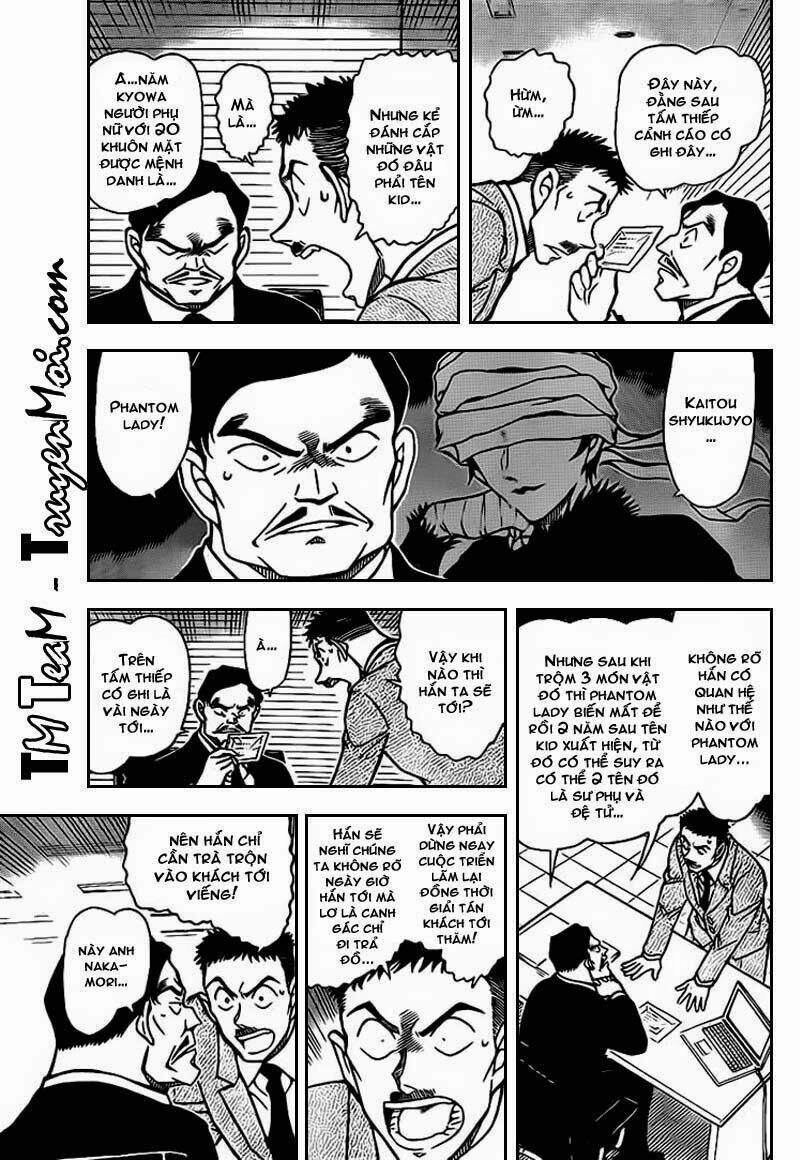 Đây này,
đằng sau
tấm thiếp
cảnh cáo có
ghi đây...
Hừm,
ừm...
Nhưng kẻ
đánh cắp
những vật
đó đâu
phải tên
Kid...
Mà
là...
A...năm
Kyowa
người phụ
nữ với 20
khuôn mặt
được mệnh
danh là...
Kaitou
Shyukujyo
...
Phantom
Lady!
không rõ
hắn có
quan hệ
như thế
nào với
Phantom
Lady...
Nhưng sau khi
trộm 3 món vật
đó thì Phantom
Lady biến mất để
rồi 2 năm sau tên
Kid xuất hiện, từ
đó có thể suy ra
có thể 2 tên đó
là sư phụ và
đệ tử...
Vậy khi
nào thì
hắn ta sẽ
tới?
À...
Trên
tấm thiếp
có ghi là
vài ngày
tới...
Vậy phải
dừng ngay
cuộc triển
lãm lại
đồng thời
giải tán
khách tới
thăm!
Hắn sẽ
nghĩ chúng
ta không rõ
ngày giờ
hắn tới mà
lơ là canh
gác chỉ
đi trả
đồ...
nên hắn chỉ
cần trà trộn
vào khách tới
viếng!
này anh
Naka-
mori...
TM TeaM - TruyenMoi.com